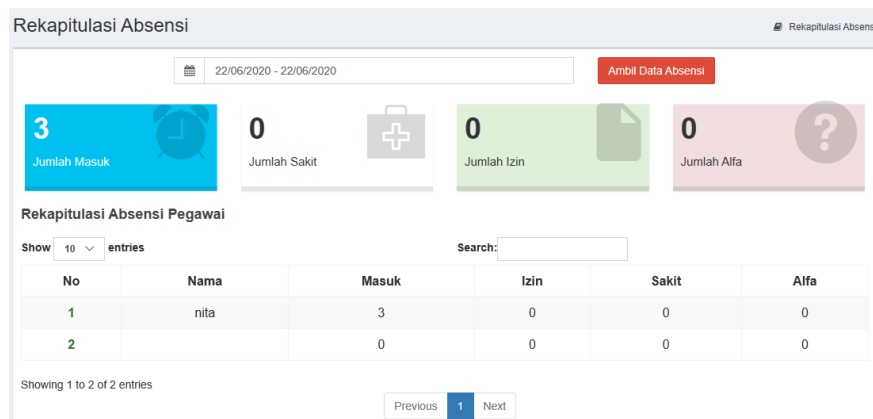 Rekapitulasi Absensi
Rekapitulasi Absens
22/06/2020 - 22/06/2020
Ambil Data Absensi
3
Jumlah Masuk
0
Jumlah Sakit
0
Jumlah Izin
0
Jumlah Alfa
?
Rekapitulasi Absensi Pegawai
Show 10 entries Search:
No Nama Masuk Izin Sakit Alfa
1 nita 3 0 0 0
2 0 0 0 0
Showing 1 to 2 of 2 entries
Previous 1 Next